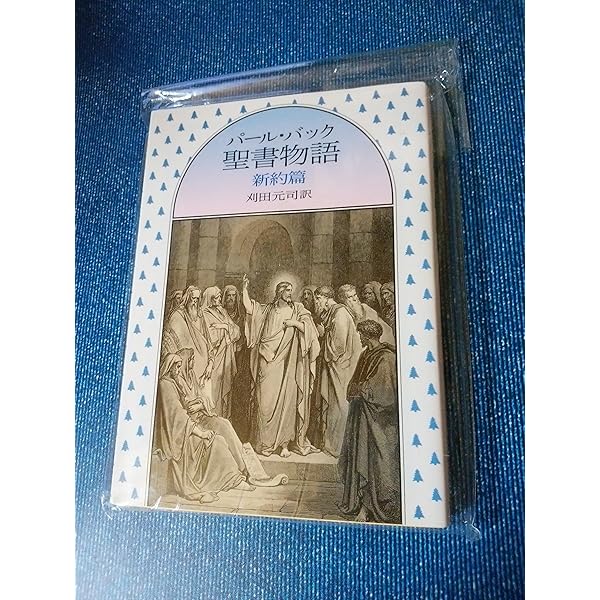 パール・バック
聖書物語
新約篇
刈田元司訳